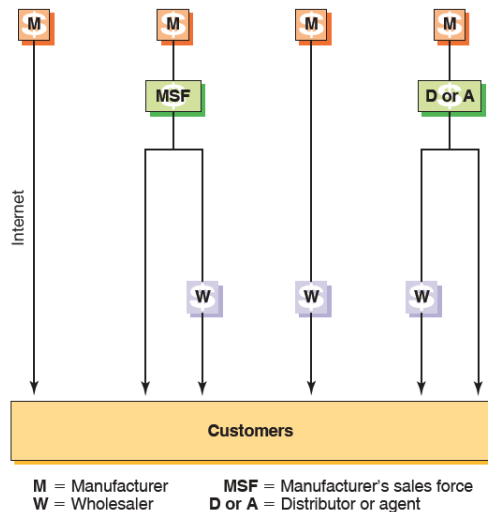 M M M M
MSF D or A
Internet
W W W
Customers
M = Manufacturer MSF = Manufacturer's sales force
W = Wholesaler D or A = Distributor or agent